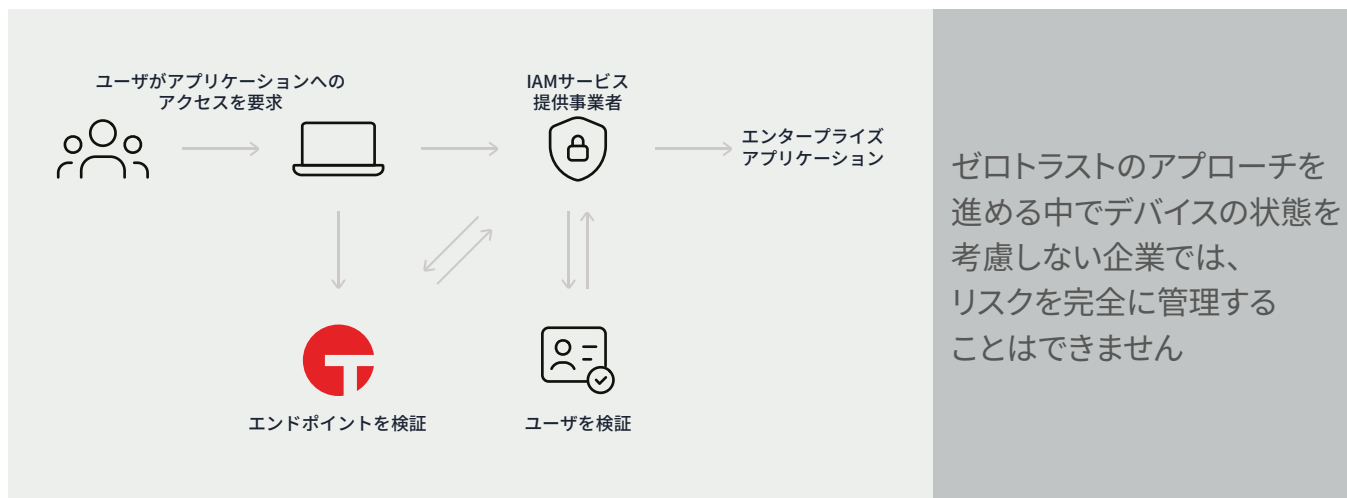 ユーザがアプリケーションへの
アクセスを要求
IAMサービス
提供事業者
エンタープライズ
アプリケーション
エンドポイントを検証
ユーザを検証
ゼロトラストのアプローチを
進める中でデバイスの状態を
考慮しない企業では、
リスクを完全に管理する
ことはできません